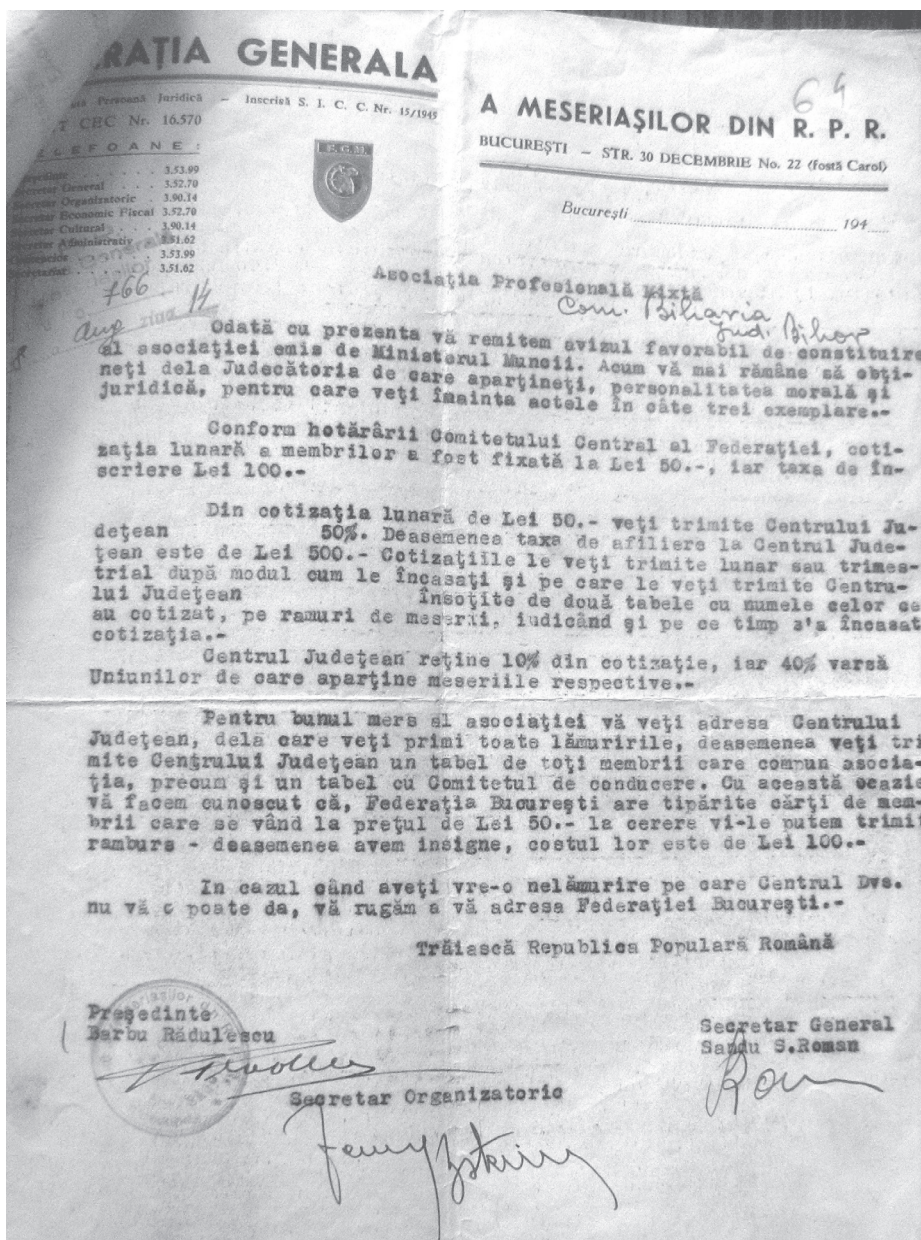 RAȚIA GENERALA
Persoană Juridică — Inscrisă S. I. C. C. Nr. 15/1945
CEC Nr. 16.570
LEFOANE :
3.53.99
Secretar General . . . . 3.52.70
Secretar Organizatoric . 3.90.14
Secretar Economic Fiscal 3.52.70
Secretar Cultural . . . . 3.90.14
Secretar Administrativ . 3.51.62
3.53.99
Secretariat . . . . 3.51.62
F.G.M.
64
A MESERIAȘILOR DIN R. P. R.
BUCUREȘTI — STR. 30 DECEMBRIE No. 22 (fostă Carol)
București 194
766
aug ziua 14
Asociația Profesională Mixtă
Com. Biharia
Jud. Bihor
Odată cu prezenta vă remitem avizul favorabil de constituire
al asociației emis de Ministerul Muncii. Acum vă mai rămâne să obți-
neți dela Judecătoria de care aparțineți, personalitatea morală și
juridică, pentru care veți înainta actele în câte trei exemplare.-
Conform hotărârii Comitetului Central al Federației, coti-
zația lunară a membrilor a fost fixată la Lei 50.-, iar taxa de în-
scriere Lei 100.-
Din cotizația lunară de Lei 50.- veți trimite Centrului Ju-
dețean 50%. Deasemenea taxa de afiliere la Centrul Jude-
țean este de Lei 500.- Cotizațiile le veți trimite lunar sau trimes-
trial după modul cum le încasați și pe care le veți trimite Centru-
lui Județean însoțite de două tabele cu numele celor ce
au cotizat, pe ramuri de meserii, iudicând și pe ce timp s'a încasat
cotizația.-
Centrul Județean reține 10% din cotizație, iar 40% varsă
Uniunilor de care aparține meseriile respective.-
Pentru bunul mers al asociației vă veți adresa Centrului
Județean, dela care veți primi toate lămuririle, deasemenea veți tri
mite Centrului Județean un tabel de toți membrii care compun asocia-
ția, precum și un tabel cu Comitetul de conducere. Cu această ocazie
vă facem cunoscut că, Federația București are tipărite cărți de mem-
brii care se vând la prețul de Lei 50.- la cerere vi-le putem trimit
ramburs - deasemenea avem insigne, costul lor este de Lei 100.-
In cazul când aveți vre-o nelămurire pe care Centrul Dvs.
nu vă o poate da, vă rugăm a vă adresa Federației București.-
Trăiască Republica Populară Română
Președinte
Barbu Rădulescu
Secretar General
Sandu S.Roman
Secretar Organizatoric